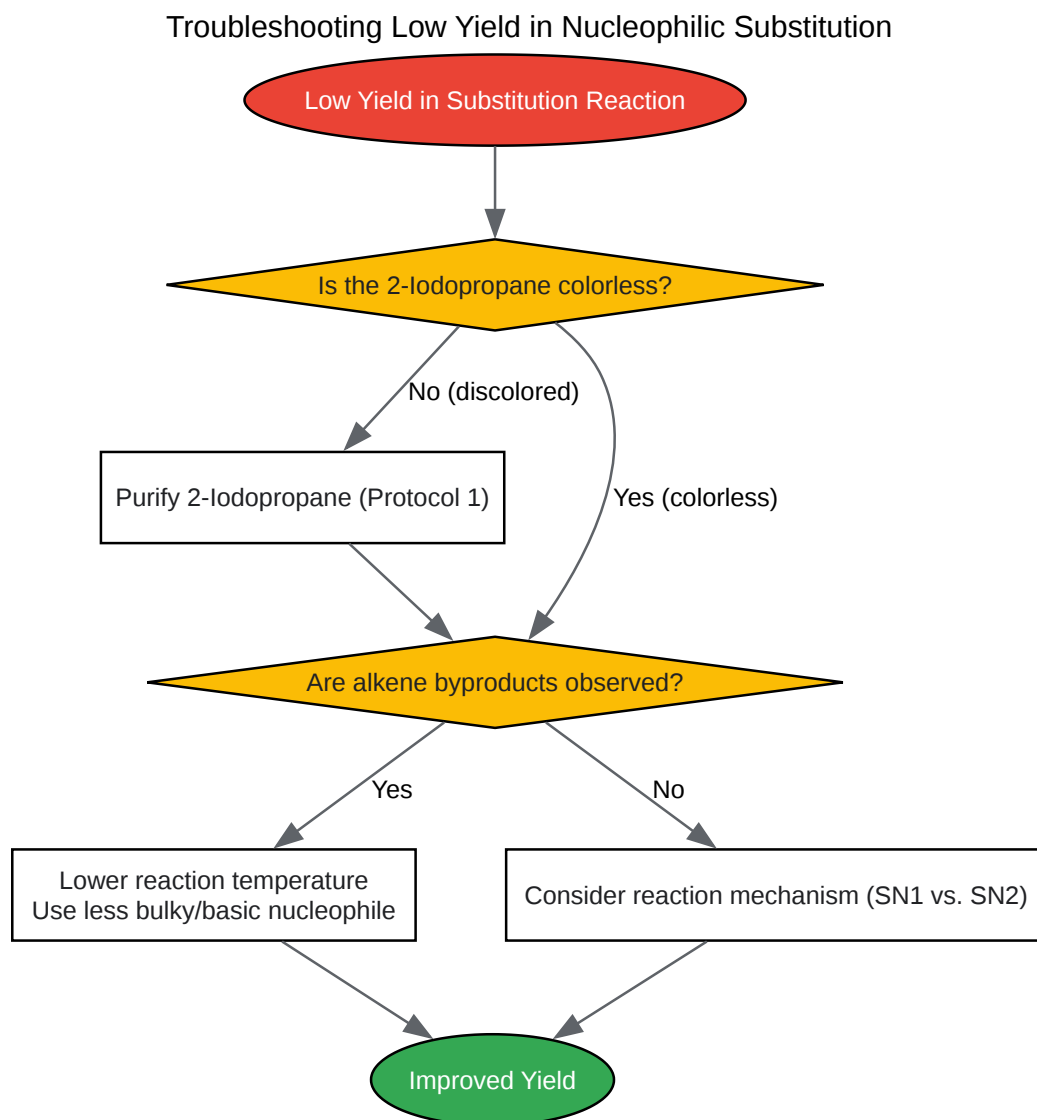 Troubleshooting Low Yield in Nucleophilic Substitution
Low Yield in Substitution Reaction
Is the 2-Iodopropane colorless?
No (discolored)
Purify 2-Iodopropane (Protocol 1)
Yes (colorless)
Are alkene byproducts observed?
Yes
No
Lower reaction temperature
Use less bulky/basic nucleophile
Consider reaction mechanism (SN1 vs. SN2)
Improved Yield